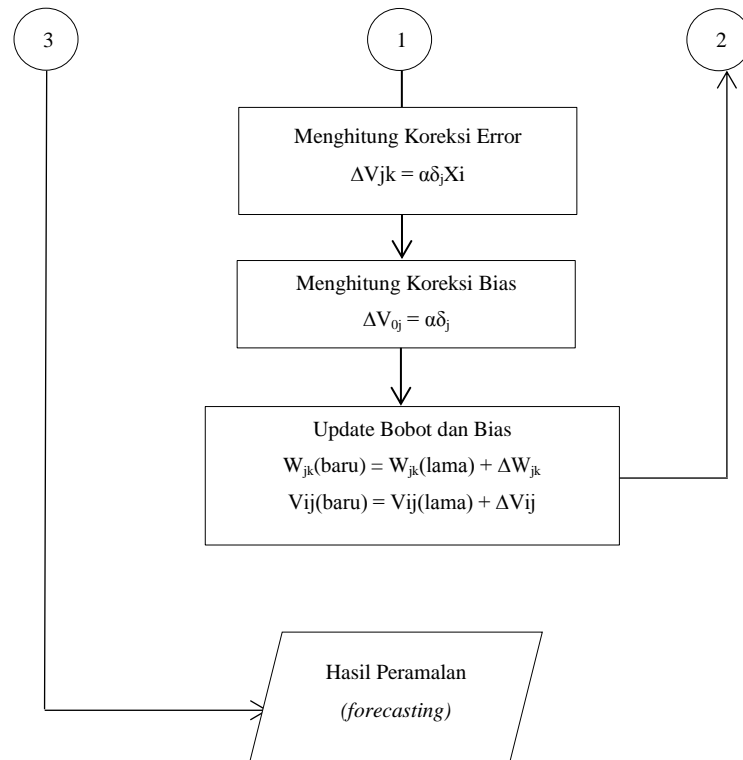 3
1
2
Menghitung Koreksi Error
ΔVjk = αδⱼXi
Menghitung Koreksi Bias
ΔV₀ⱼ = αδⱼ
Update Bobot dan Bias
Wⱼₖ(baru) = Wⱼₖ(lama) + ΔWⱼₖ
Vij(baru) = Vij(lama) + ΔVij
Hasil Peramalan
(forecasting)